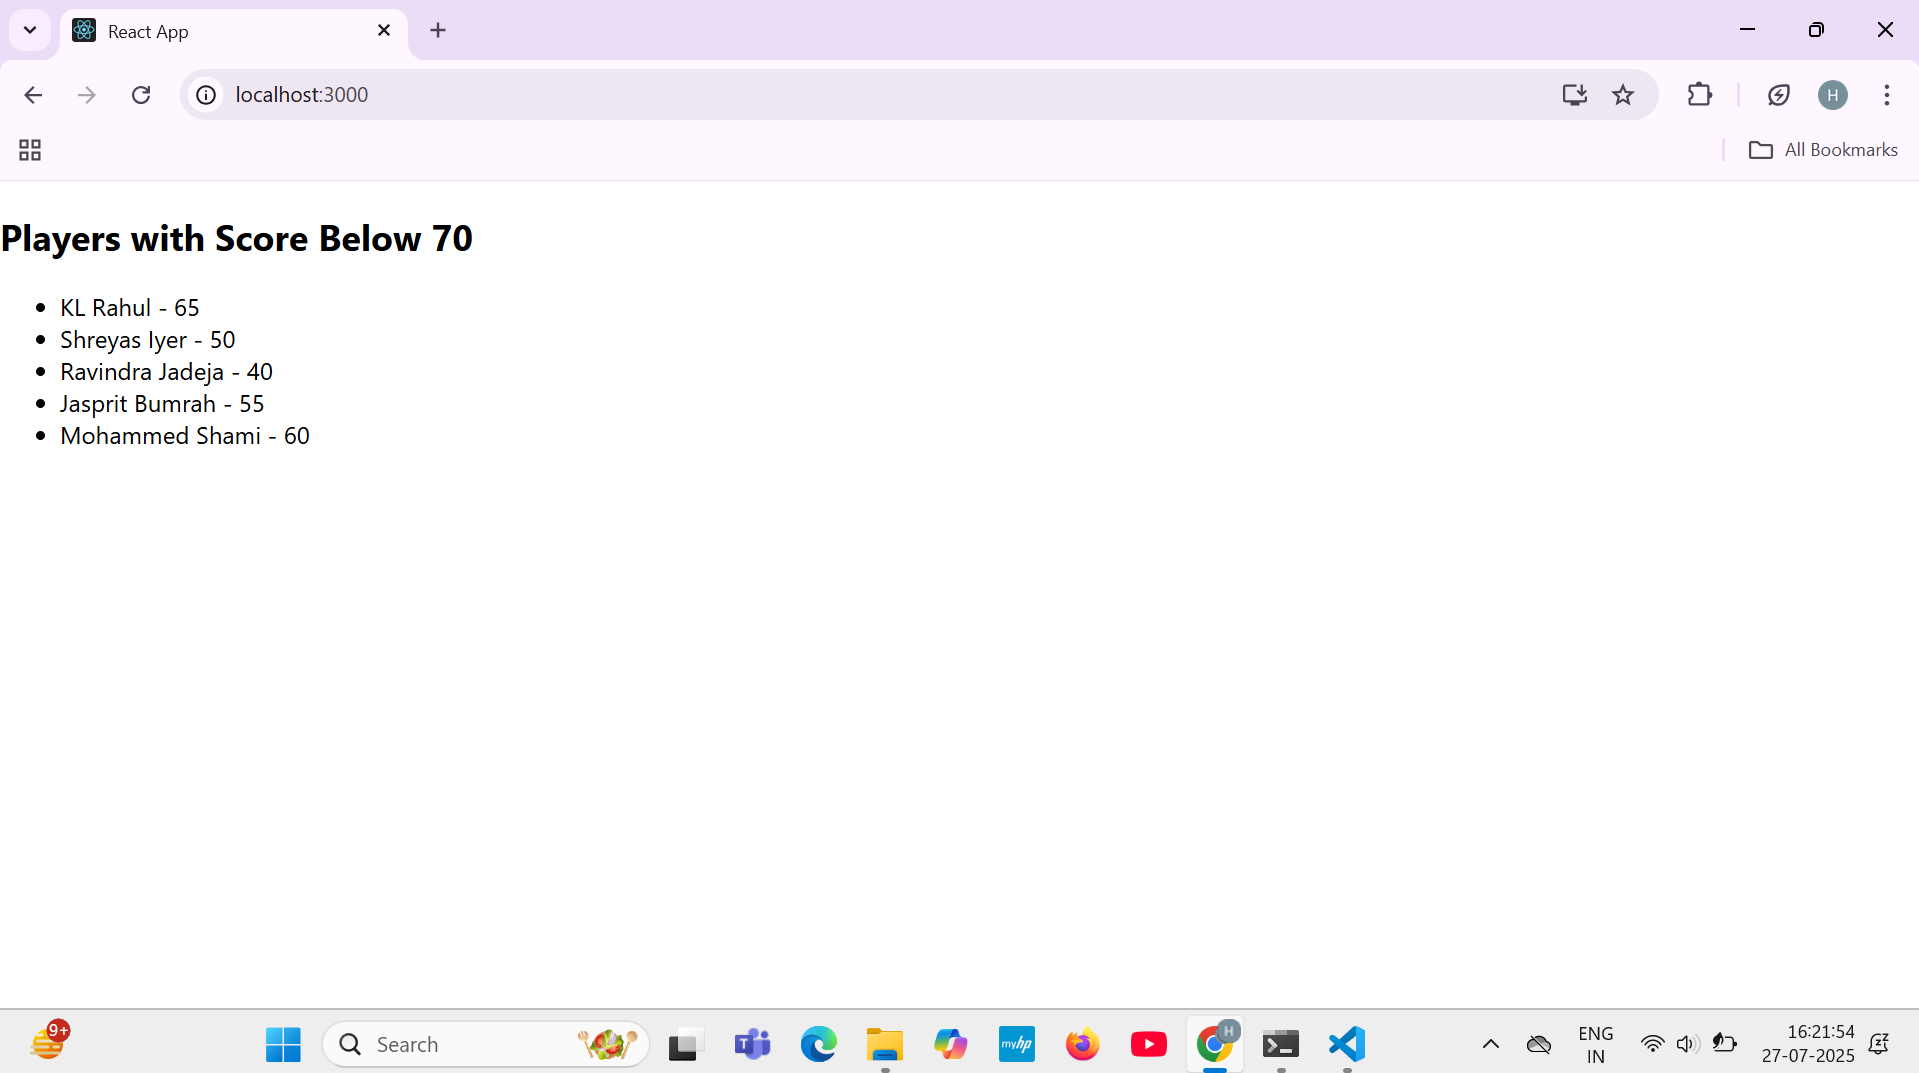 React App
localhost:3000
H
All Bookmarks
Players with Score Below 70
KL Rahul - 65
Shreyas Iyer - 50
Ravindra Jadeja - 40
Jasprit Bumrah - 55
Mohammed Shami - 60
9+
Search
T
myhp
H
ENG
IN
16:21:54
27-07-2025